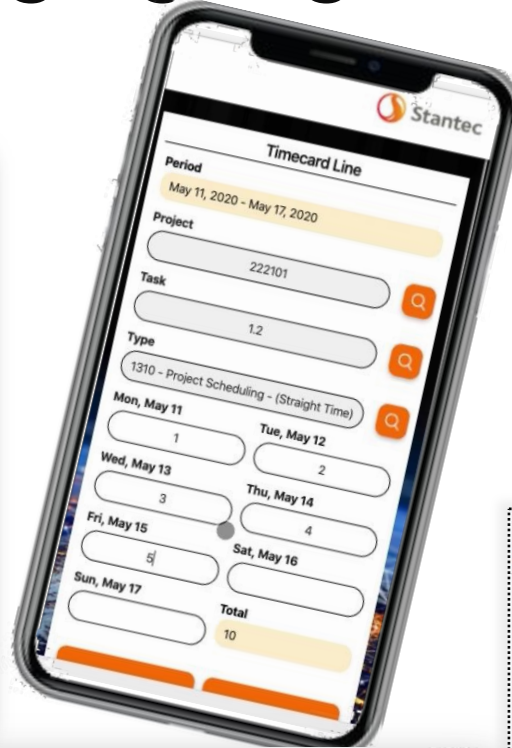 Stantec
Timecard Line
Period
May 11, 2020 - May 17, 2020
Project
222101
Task
1.2
Type
1310 - Project Scheduling - (Straight Time)
Mon, May 11
Tue, May 12
1
2
Wed, May 13
Thu, May 14
3
4
Fri, May 15
Sat, May 16
5
Sun, May 17
Total
10